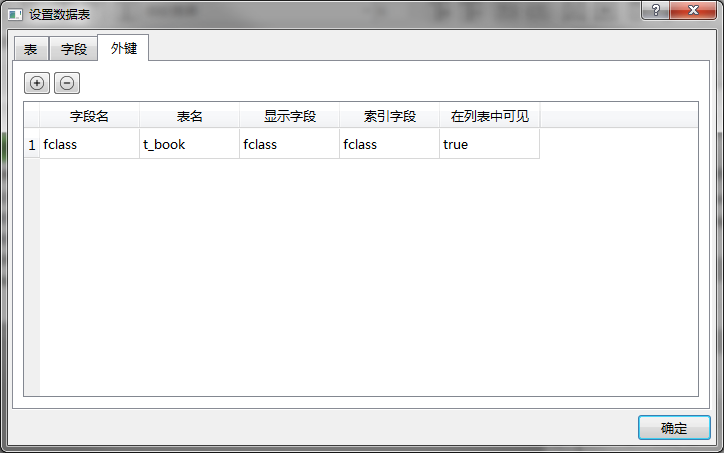 设置数据表
?
表 字段 外键
字段名 表名 显示字段 索引字段 在列表中可见
1 fclass t_book fclass fclass true
确定